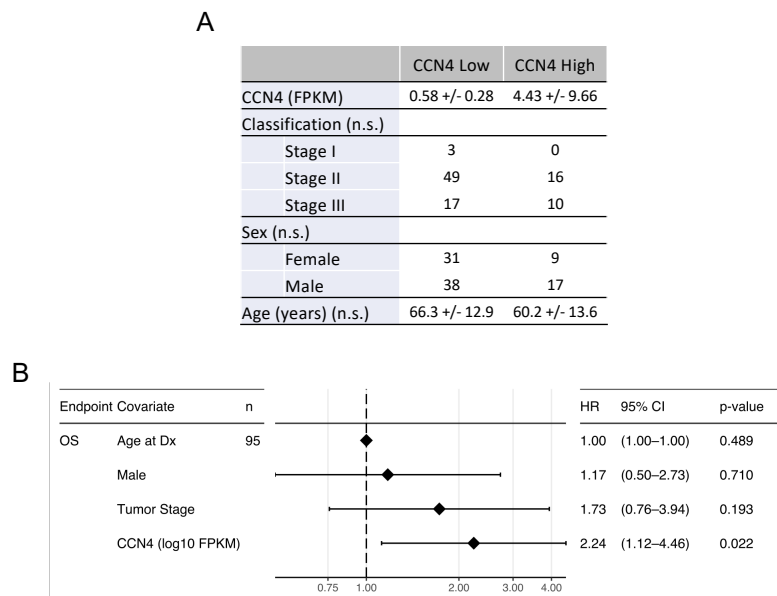 A
CCN4 Low CCN4 High
CCN4 (FPKM) 0.58 +/- 0.28 4.43 +/- 9.66
Classification (n.s.)
Stage I 3 0
Stage II 49 16
Stage III 17 10
Sex (n.s.)
Female 31 9
Male 38 17
Age (years) (n.s.) 66.3 +/- 12.9 60.2 +/- 13.6
B
Endpoint Covariate n HR 95% CI p-value
OS Age at Dx 95 1.00 (1.00–1.00) 0.489
Male 1.17 (0.50–2.73) 0.710
Tumor Stage 1.73 (0.76–3.94) 0.193
CCN4 (log10 FPKM) 2.24 (1.12–4.46) 0.022
0.75 1.00 2.00 3.00 4.00